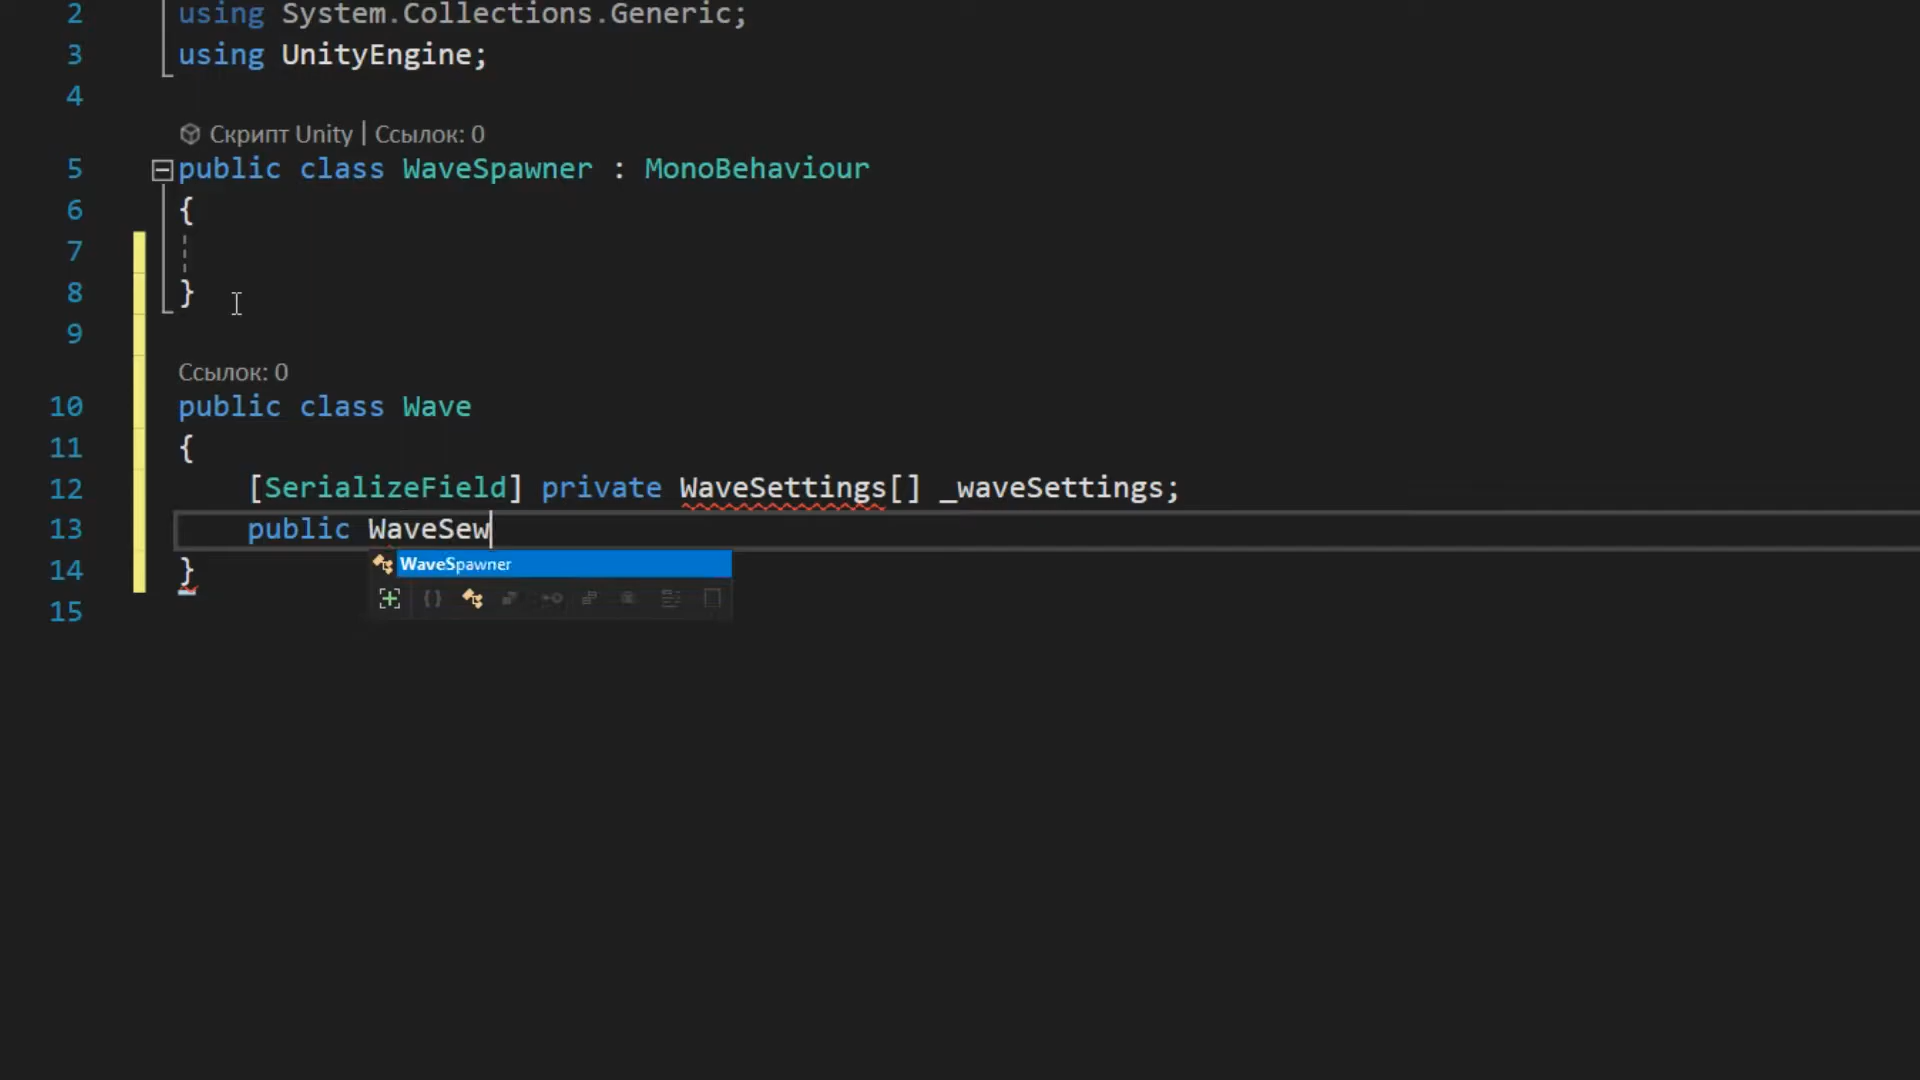 2 using System.Collections.Generic;
3 using UnityEngine;
4
Скрипт Unity | Ссылок: 0
5 public class WaveSpawner : MonoBehaviour
6 {
7
8 }
9
Ссылок: 0
10 public class Wave
11 {
12 [SerializeField] private WaveSettings[] _waveSettings;
13 public WaveSew
WaveSpawner
14 }
15